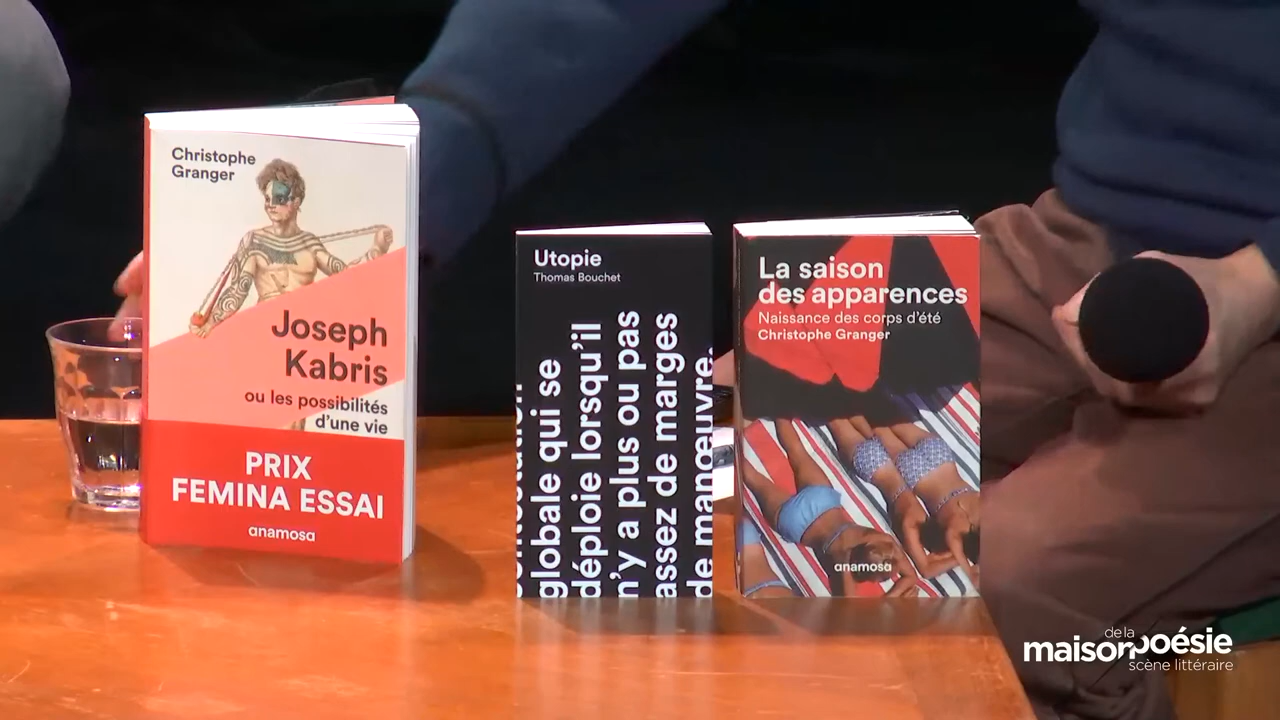 Christophe
Granger
Joseph
Kabris
ou les possibilités
d'une vie
PRIX
FEMINA ESSAI
anamosa
Utopie
Thomas Bouchet
globale qui se
déploie lorsqu'il
n'y a plus ou pas
assez de marges
de manœuvre.
La saison
des apparences
Naissance des corps d'été
Christophe Granger
anamosa
maison de la poésie
scène littéraire